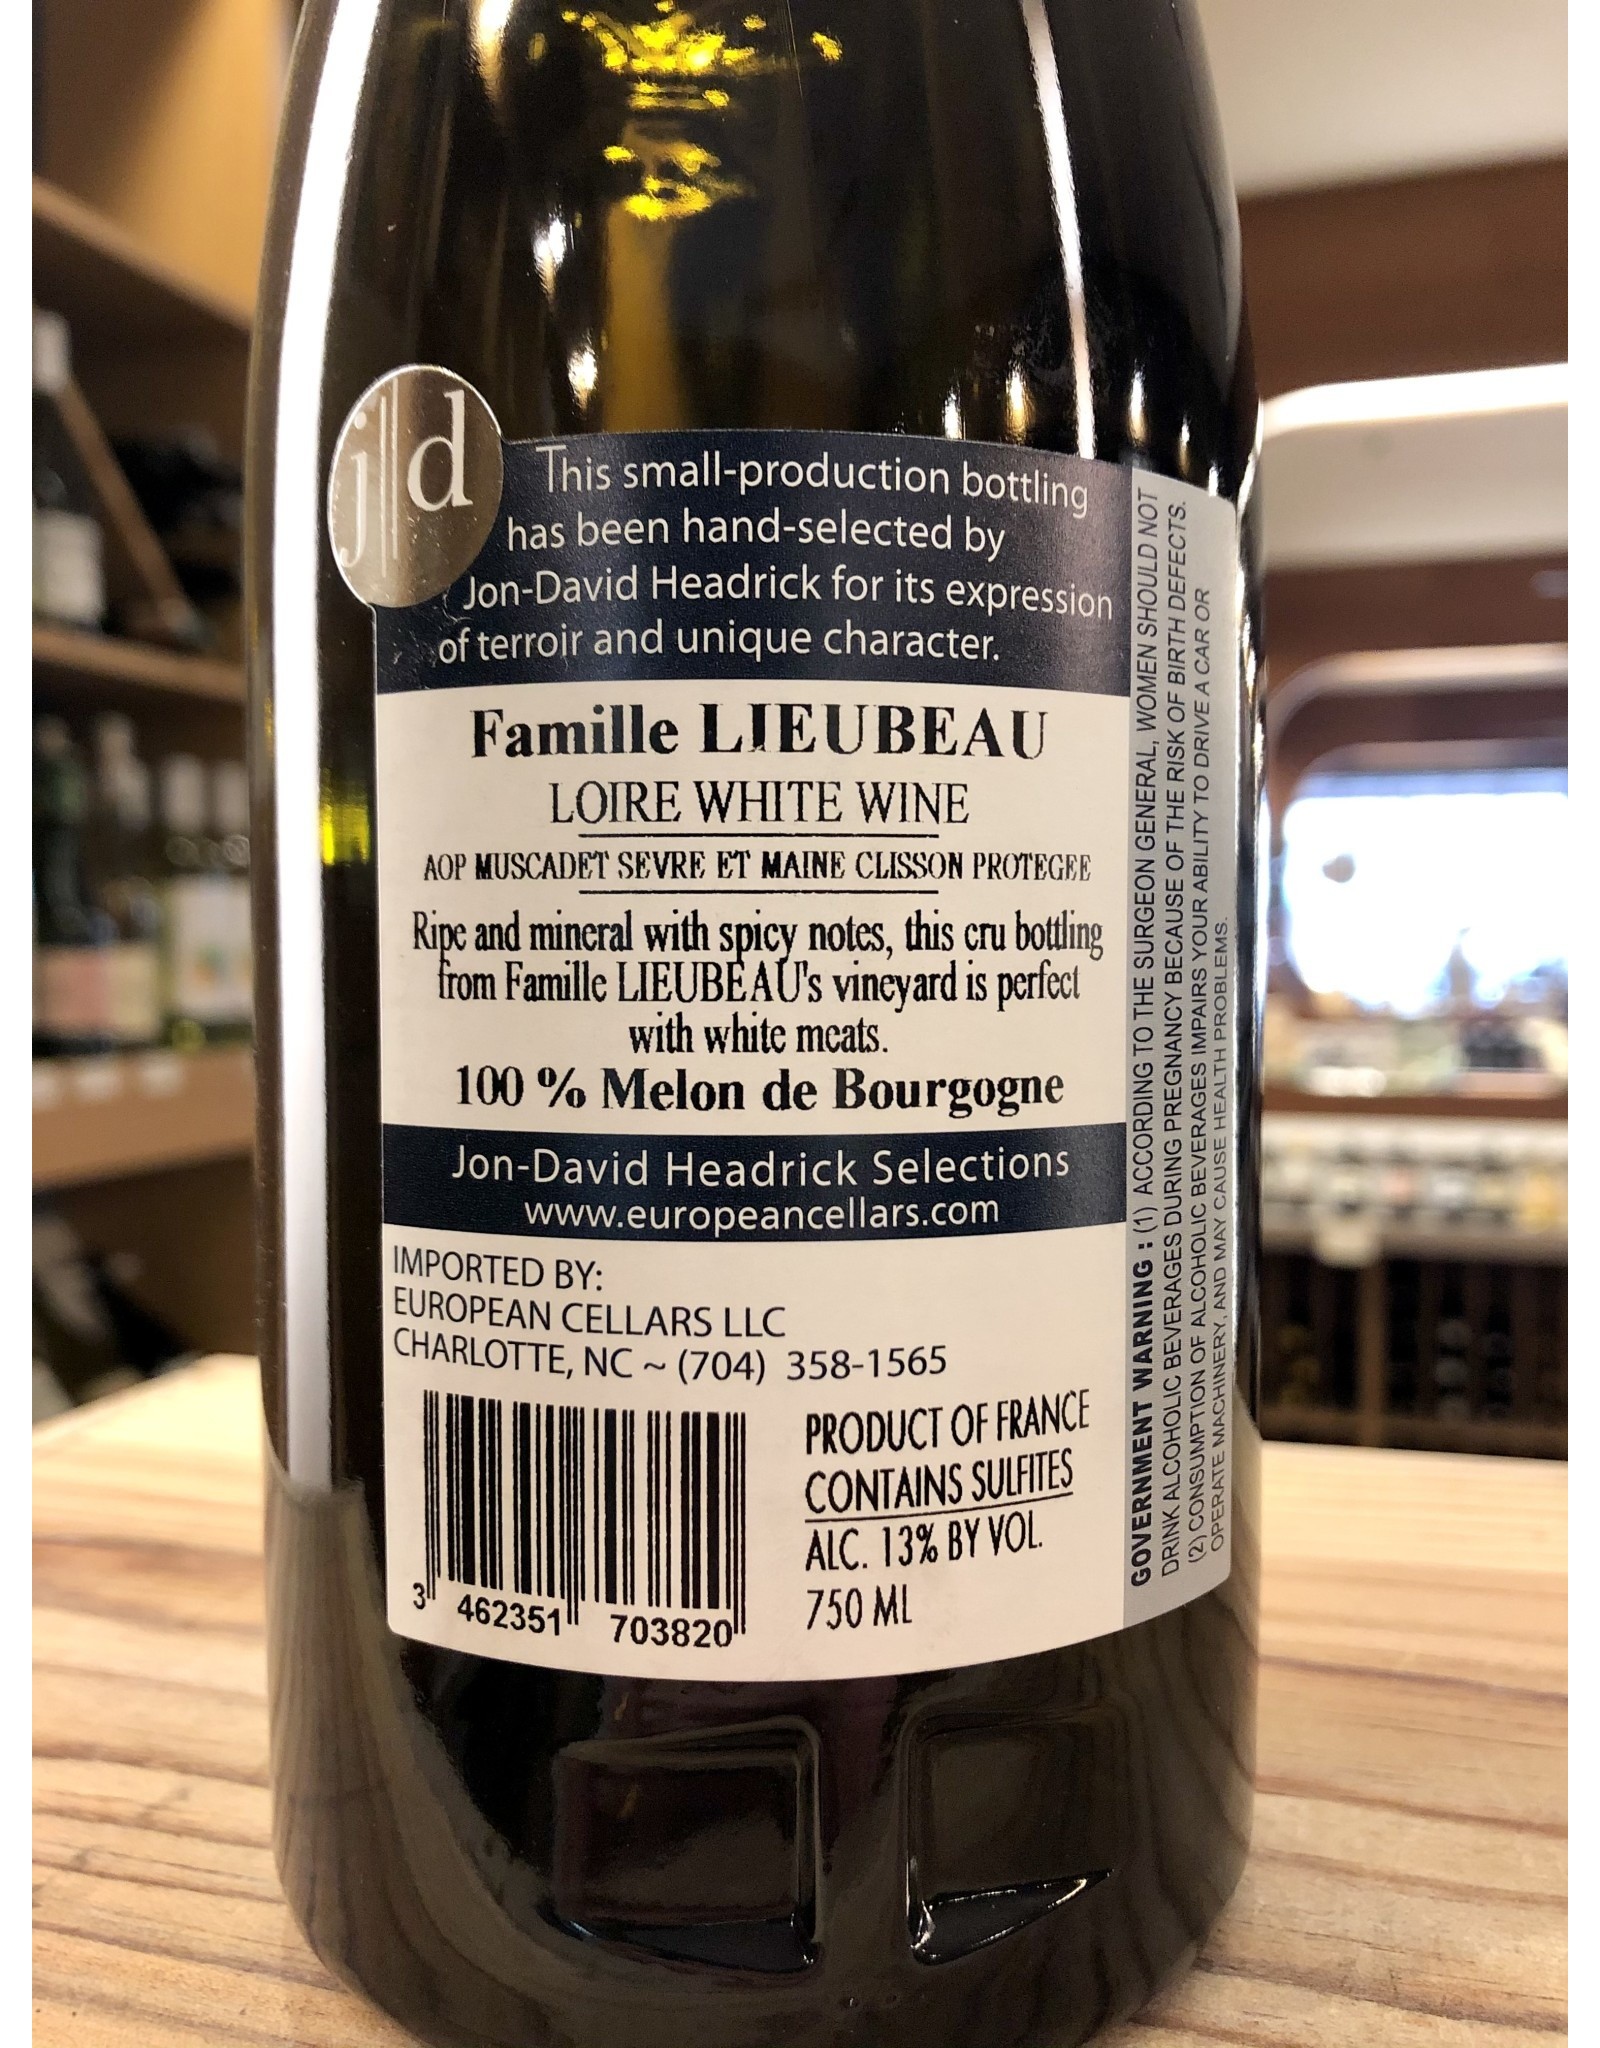 j||d
This small-production bottling
has been hand-selected by
Jon-David Headrick for its expression
of terroir and unique character.
Famille LIEUBEAU
LOIRE WHITE WINE
AOP MUSCADET SEVRE ET MAINE CLISSON PROTEGEE
Ripe and mineral with spicy notes, this cru bottling
from Famille LIEUBEAU's vineyard is perfect
with white meats.
100 % Melon de Bourgogne
Jon-David Headrick Selections
www.europeancellars.com
IMPORTED BY:
EUROPEAN CELLARS LLC
CHARLOTTE, NC ~ (704) 358-1565
3 462351 703820
PRODUCT OF FRANCE
CONTAINS SULFITES
ALC. 13% BY VOL.
750 ML
GOVERNMENT WARNING : (1) ACCORDING TO THE SURGEON GENERAL, WOMEN SHOULD NOT
DRINK ALCOHOLIC BEVERAGES DURING PREGNANCY BECAUSE OF THE RISK OF BIRTH DEFECTS.
(2) CONSUMPTION OF ALCOHOLIC BEVERAGES IMPAIRS YOUR ABILITY TO DRIVE A CAR OR
OPERATE MACHINERY, AND MAY CAUSE HEALTH PROBLEMS.